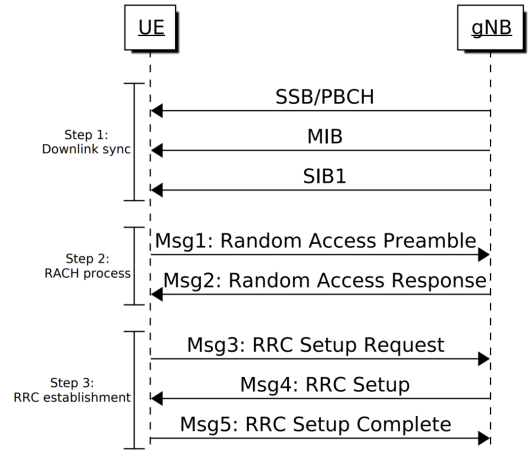 UE
gNB
SSB/PBCH
MIB
SIB1
Step 1:
Downlink sync
Msg1: Random Access Preamble
Msg2: Random Access Response
Step 2:
RACH process
Msg3: RRC Setup Request
Msg4: RRC Setup
Msg5: RRC Setup Complete
Step 3:
RRC establishment